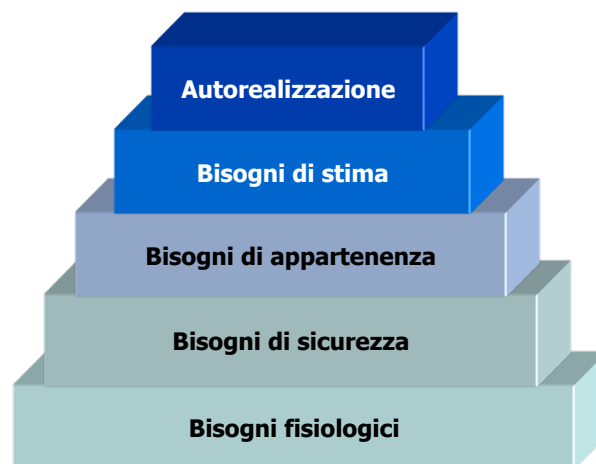 Autorealizzazione
Bisogni di stima
Bisogni di appartenenza
Bisogni di sicurezza
Bisogni fisiologici